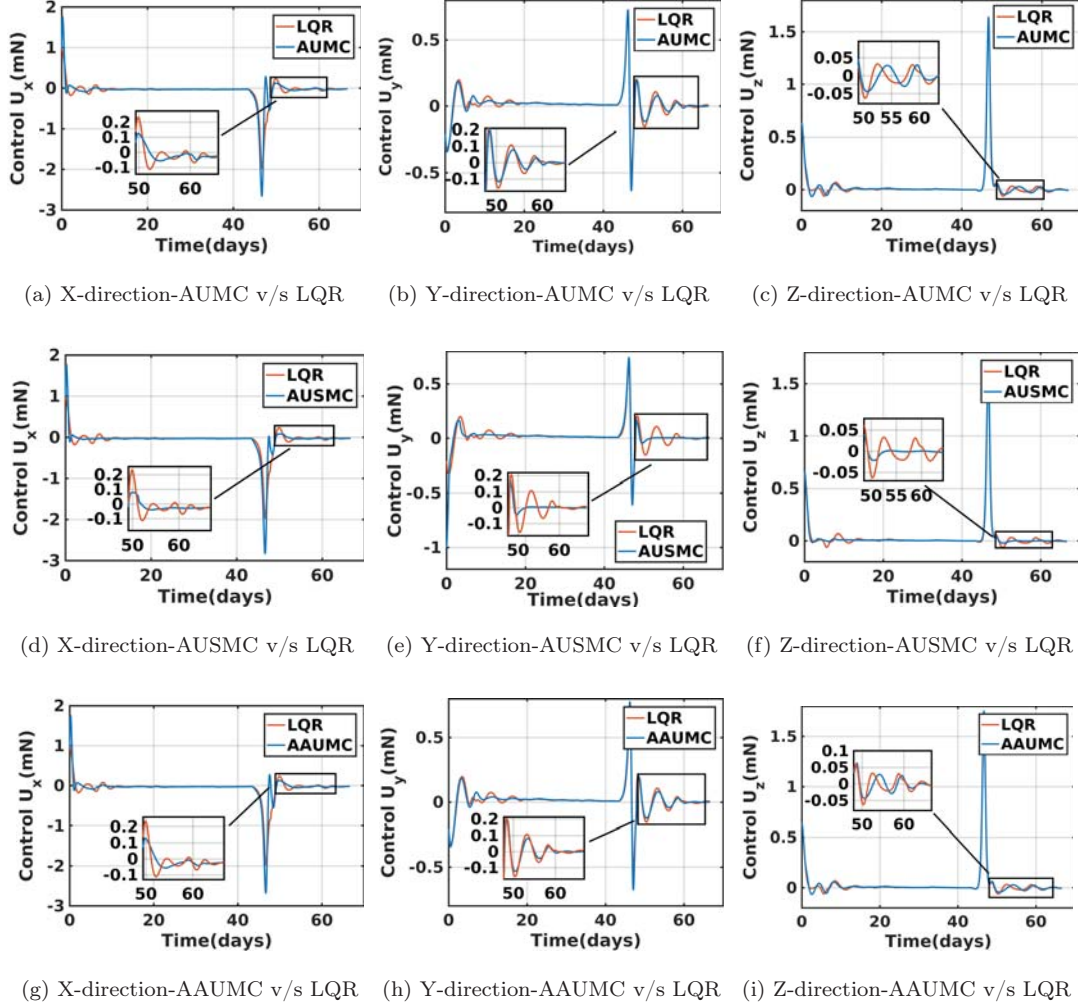 LQR
AUMC
Control U_x(mN)
2
1
0
-1
-2
-3
0.2
0.1
0
-0.1
50 60
0 20 40 60
Time(days)
(a) X-direction-AUMC v/s LQR
LQR
AUMC
Control U_y(mN)
0.5
0
-0.5
0.1
0
-0.1
50 60
0 20 40 60
Time(days)
(b) Y-direction-AUMC v/s LQR
LQR
AUMC
Control U_z(mN)
1.5
1
0.5
0
0.05
0
-0.05
50 55 60
0 20 40 60
Time(days)
(c) Z-direction-AUMC v/s LQR
LQR
AUSMC
Control U_x(mN)
2
1
0
-1
-2
-3
0.2
0.1
0
-0.1
50 60
0 20 40 60
Time(days)
(d) X-direction-AUSMC v/s LQR
Control U_y(mN)
0.5
0
-0.5
-1
0.1
0
-0.1
50 60
LQR
AUSMC
0 20 40 60
Time(days)
(e) Y-direction-AUSMC v/s LQR
LQR
AUSMC
Control U_z(mN)
1.5
1
0.5
0
0.05
0
-0.05
50 55 60
0 20 40 60
Time(days)
(f) Z-direction-AUSMC v/s LQR
LQR
AAUMC
Control U_x(mN)
2
1
0
-1
-2
-3
0.2
0.1
0
-0.1
50 60
0 20 40 60
Time(days)
(g) X-direction-AAUMC v/s LQR
LQR
AAUMC
Control U_y(mN)
0.5
0
-0.5
0.1
0
-0.1
50 60
0 20 40 60
Time(days)
(h) Y-direction-AAUMC v/s LQR
LQR
AAUMC
Control U_z(mN)
1.5
1
0.5
0
0.1
0.05
0
-0.05
50 60
0 20 40 60
Time(days)
(i) Z-direction-AAUMC v/s LQR